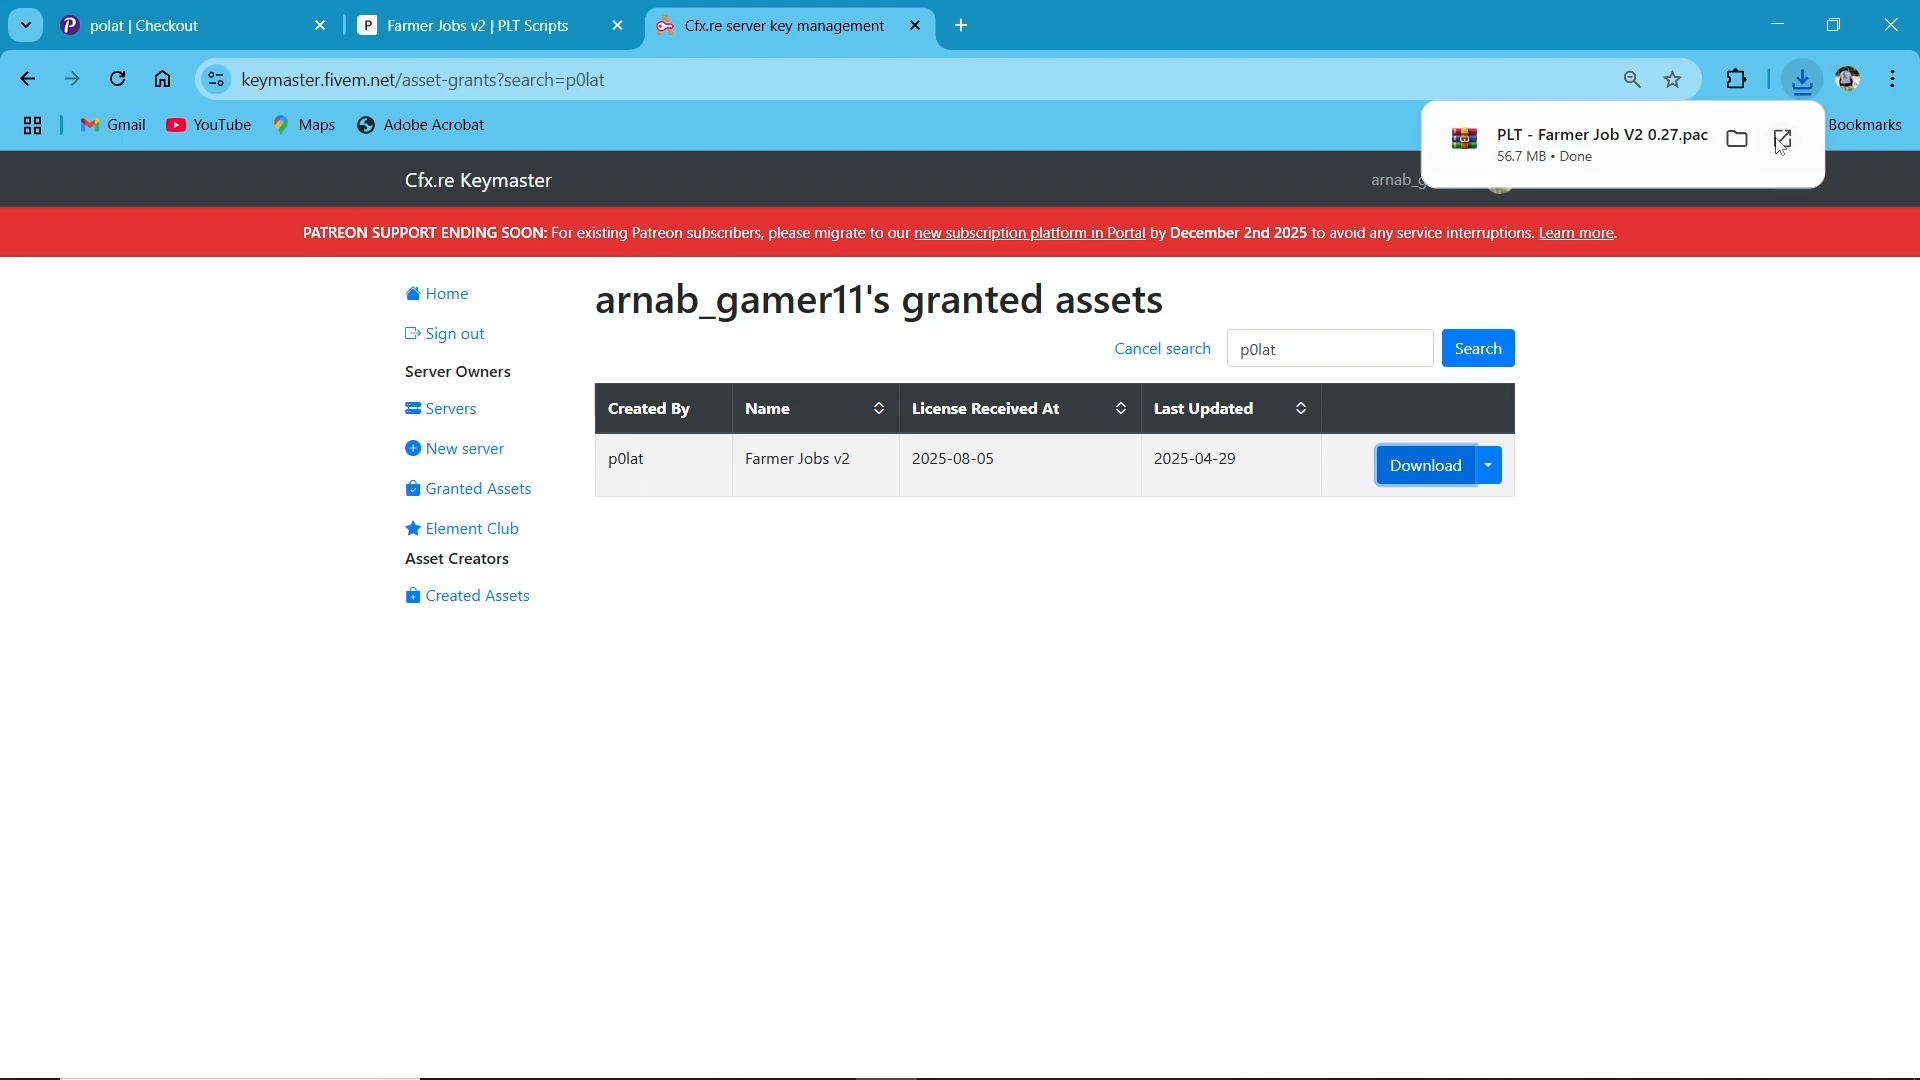 polat | Checkout
Farmer Jobs v2 | PLT Scripts
Cfx.re server key management
keymaster.fivem.net/asset-grants?search=p0lat
Gmail
YouTube
Maps
Adobe Acrobat
Bookmarks
PLT - Farmer Job V2 0.27.pac
56.7 MB • Done
Cfx.re Keymaster
arnab_g
PATREON SUPPORT ENDING SOON: For existing Patreon subscribers, please migrate to our new subscription platform in Portal by December 2nd 2025 to avoid any service interruptions. Learn more.
Home
Sign out
Server Owners
Servers
New server
Granted Assets
Element Club
Asset Creators
Created Assets
arnab_gamer11's granted assets
Cancel search
p0lat
Search
Created By
Name
License Received At
Last Updated
p0lat
Farmer Jobs v2
2025-08-05
2025-04-29
Download